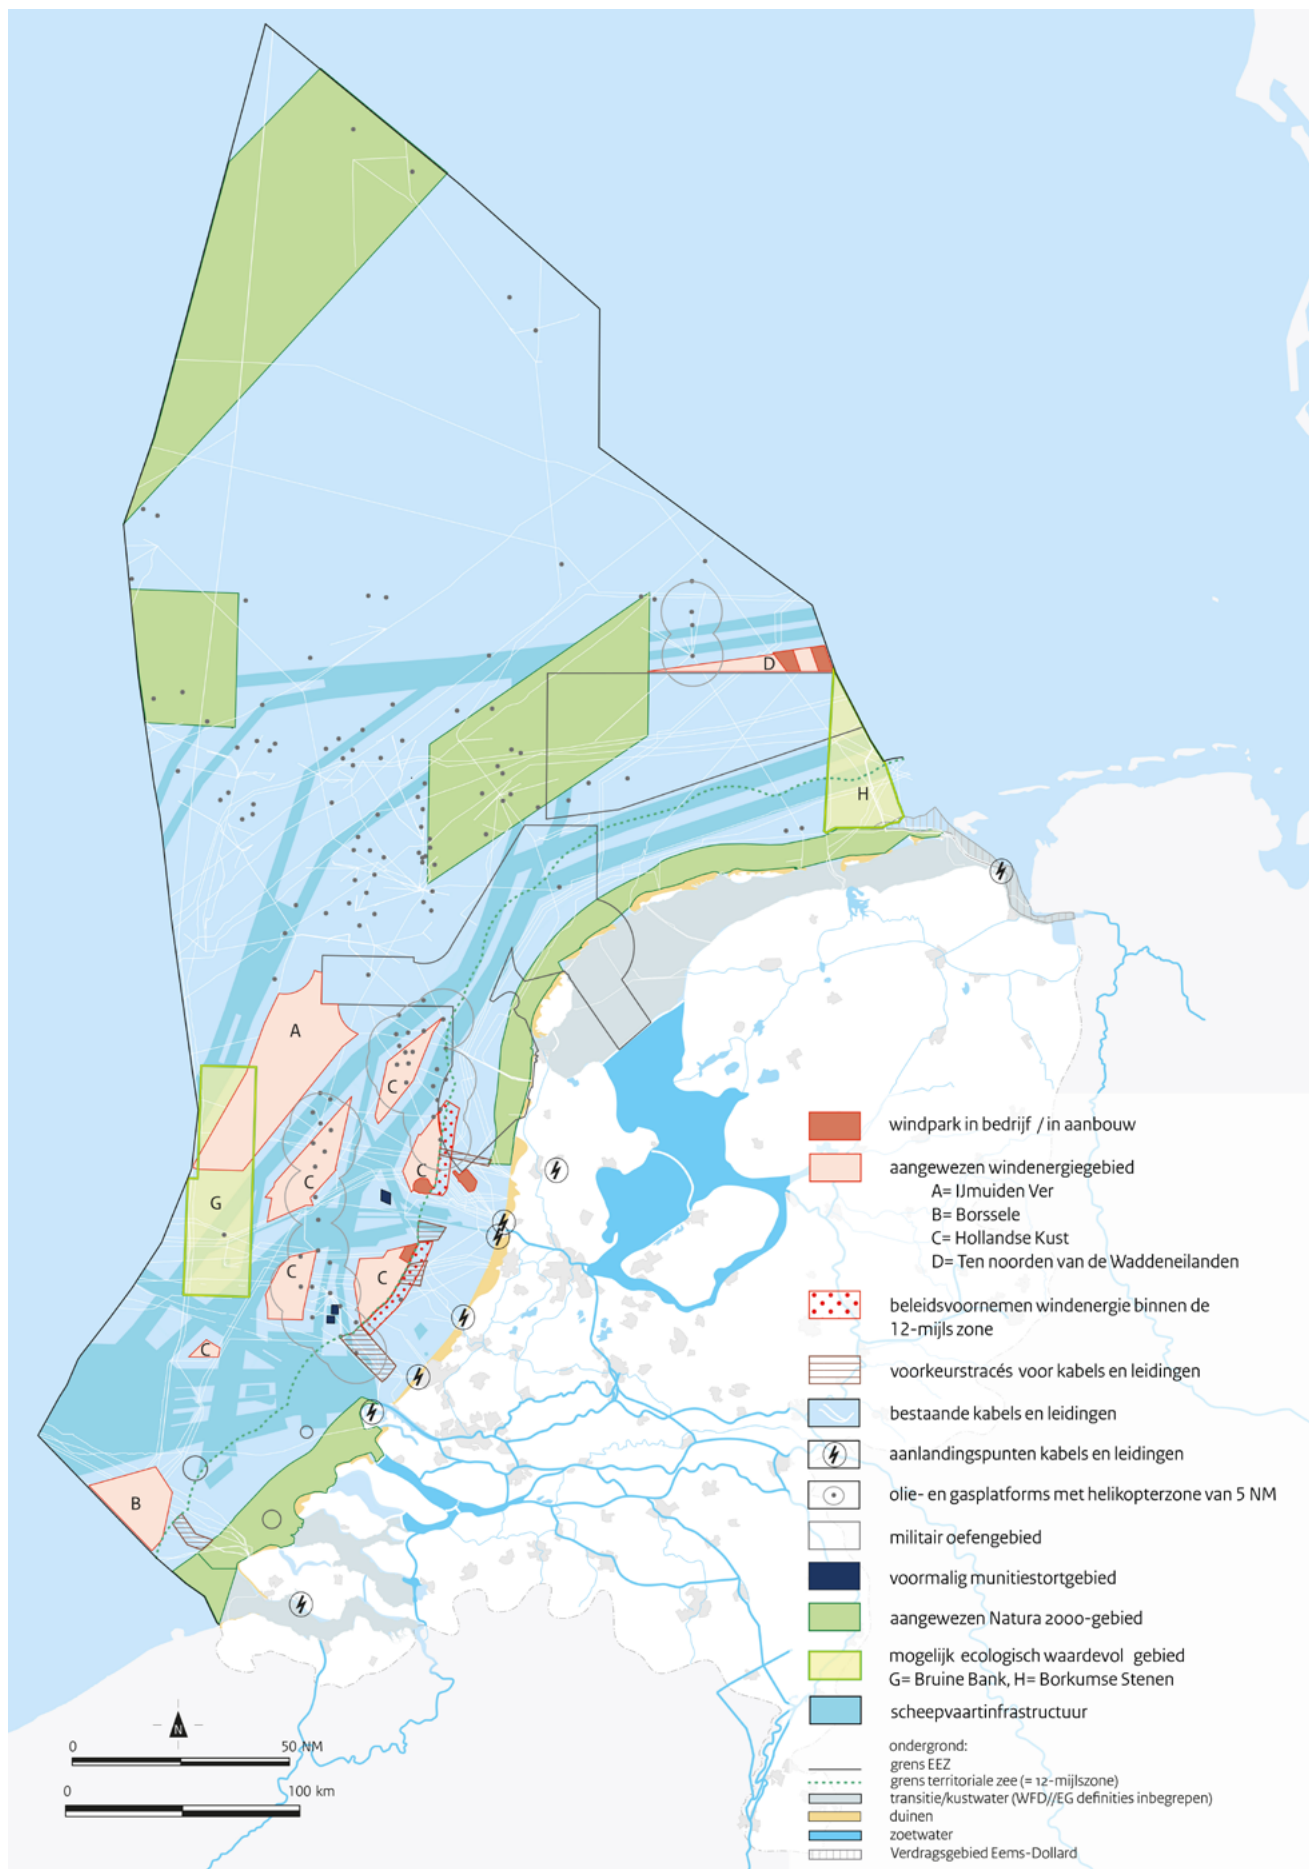 D
H
A
C
C
C
G
C
C
C
B
windpark in bedrijf / in aanbouw
aangewezen windenergiegebied
A= IJmuiden Ver
B= Borssele
C= Hollandse Kust
D= Ten noorden van de Waddeneilanden
beleidsvoornemen windenergie binnen de
12-mijls zone
voorkeurstracés voor kabels en leidingen
bestaande kabels en leidingen
aanlandingspunten kabels en leidingen
olie- en gasplatforms met helikopterzone van 5 NM
militair oefengebied
voormalig munitiestortgebied
aangewezen Natura 2000-gebied
mogelijk ecologisch waardevol gebied
G= Bruine Bank, H= Borkumse Stenen
scheepvaartinfrastructuur
ondergrond:
grens EEZ
grens territoriale zee (= 12-mijlszone)
transitie/kustwater (WFD//EG definities inbegrepen)
duinen
zoetwater
Verdragsgebied Eems-Dollard
N
0 50 NM
0 100 km